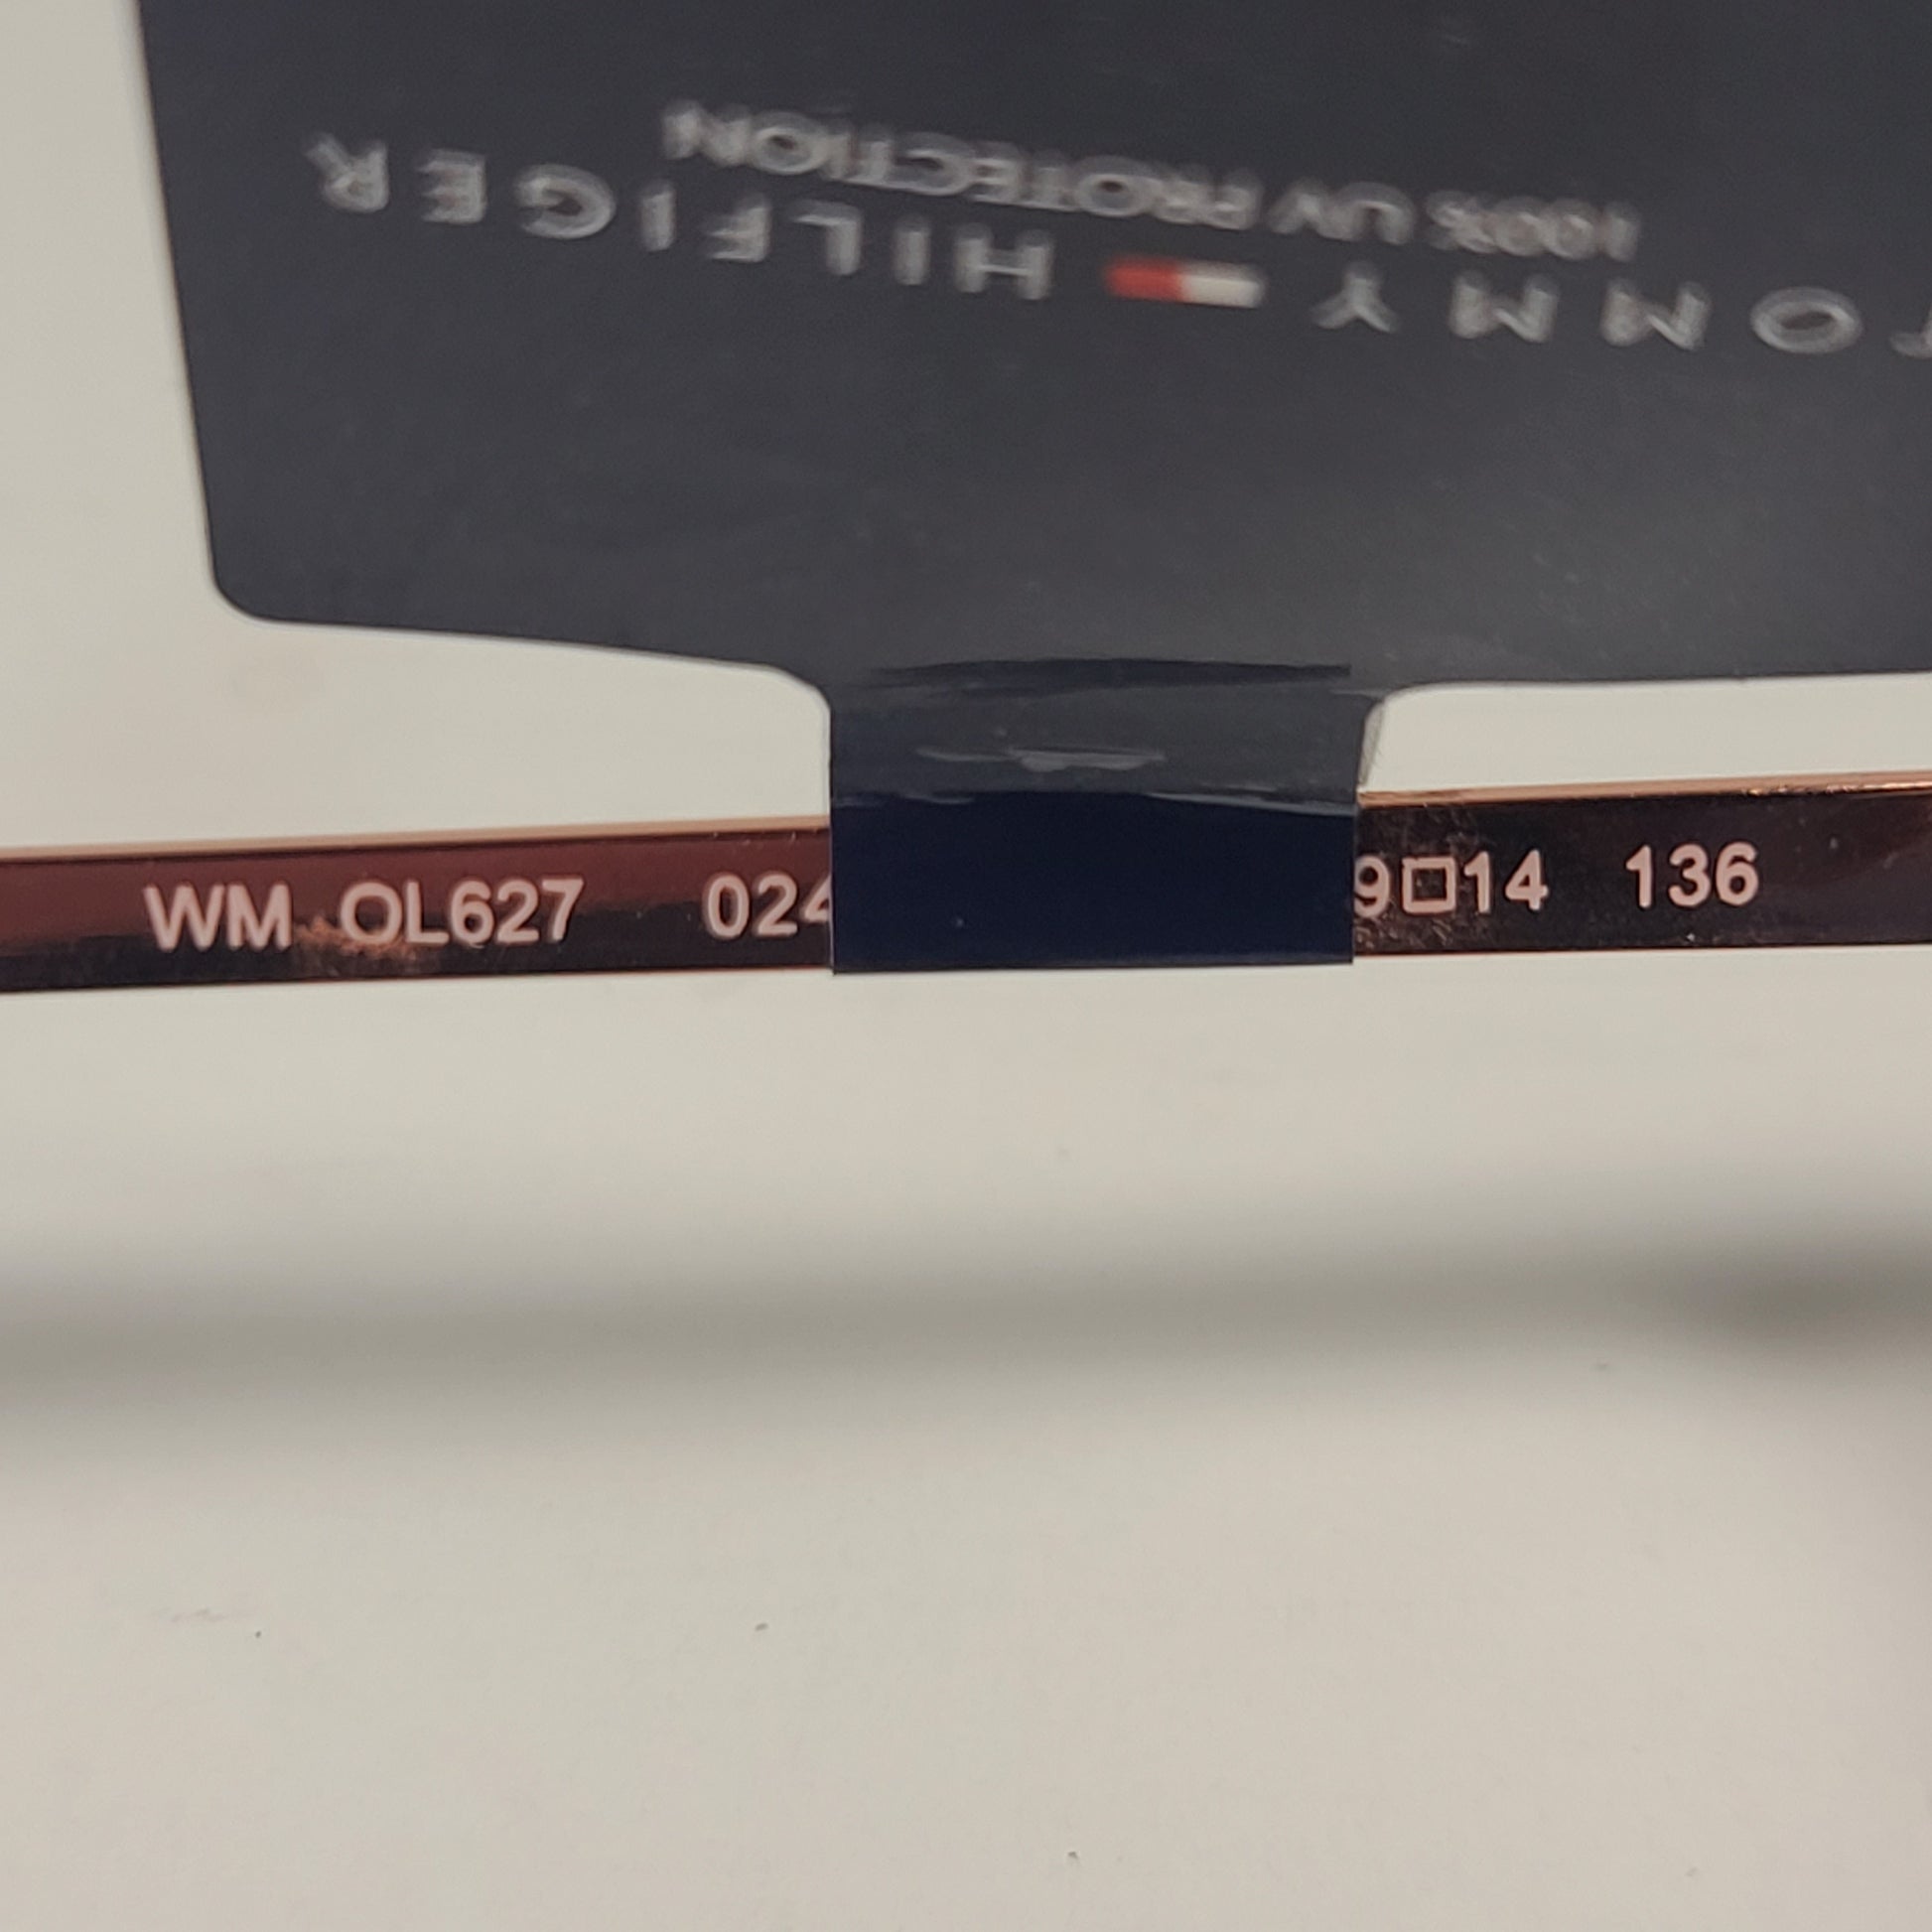 TOMMY HILFIGER
100% UV PROTECTION
WM OL627 024 9□14 136